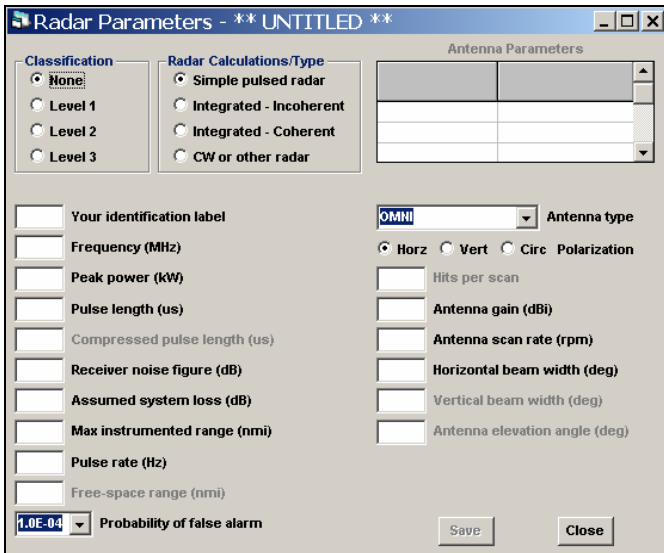 Radar Parameters - ** UNTITLED **
Classification
None
Level 1
Level 2
Level 3
Radar Calculations/Type
Simple pulsed radar
Integrated - Incoherent
Integrated - Coherent
CW or other radar
Antenna Parameters
Your identification label
Frequency (MHz)
Peak power (kW)
Pulse length (us)
Compressed pulse length (us)
Receiver noise figure (dB)
Assumed system loss (dB)
Max instrumented range (nmi)
Pulse rate (Hz)
Free-space range (nmi)
1.0E-04 Probability of false alarm
OMNI Antenna type
Horz Vert Circ Polarization
Hits per scan
Antenna gain (dBi)
Antenna scan rate (rpm)
Horizontal beam width (deg)
Vertical beam width (deg)
Antenna elevation angle (deg)
Save Close